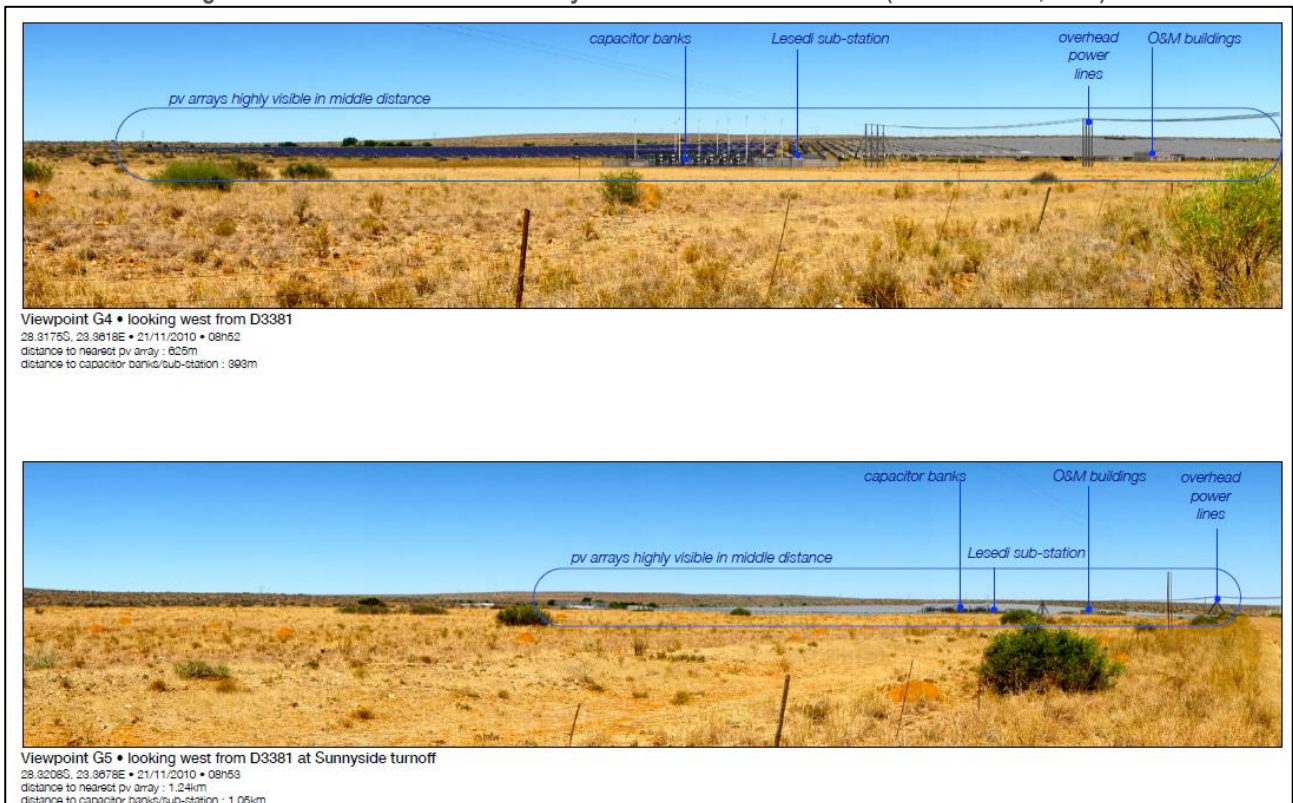 capacitor banks
Lesedi sub-station
overhead
power
lines
O&M buildings
pv arrays highly visible in middle distance
Viewpoint G4 • looking west from D3381
28.3175S, 23.3618E • 21/11/2010 • 08h52
distance to nearest pv array : 625m
distance to capacitor banks/sub-station : 393m
capacitor banks
O&M buildings
overhead
power
lines
pv arrays highly visible in middle distance
Lesedi sub-station
Viewpoint G5 • looking west from D3381 at Sunnyside turnoff
28.3208S, 23.3678E • 21/11/2010 • 08h53
distance to nearest pv array : 1.24km
distance to capacitor banks/sub-station : 1.05km